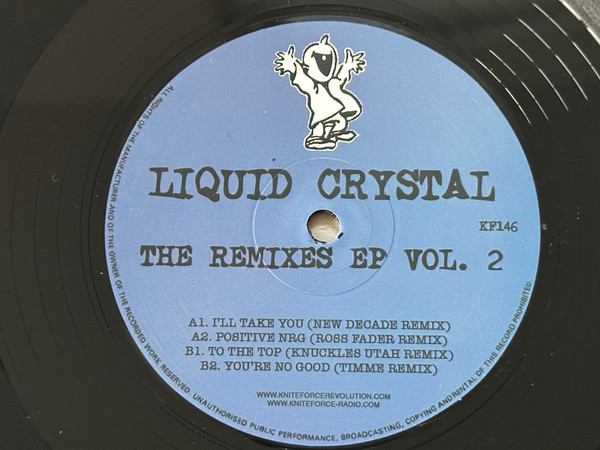 LIQUID CRYSTAL
KF146
THE REMIXES EP VOL. 2
A1. I'LL TAKE YOU (NEW DECADE REMIX)
A2. POSITIVE NRG (ROSS FADER REMIX)
B1. TO THE TOP (KNUCKLES UTAH REMIX)
B2. YOU'RE NO GOOD (TIMME REMIX)
WWW.KNITEFORCEREVOLUTION.COM
WWW.KNITEFORCE-RADIO.COM
ALL RIGHTS OF THE MANUFACTURER AND OF THE OWNER OF THE RECORDED WORK RESERVED. UNAUTHORISED PUBLIC PERFORMANCE, BROADCASTING, COPYING AND RENTAL OF THIS RECORD PROHIBITED